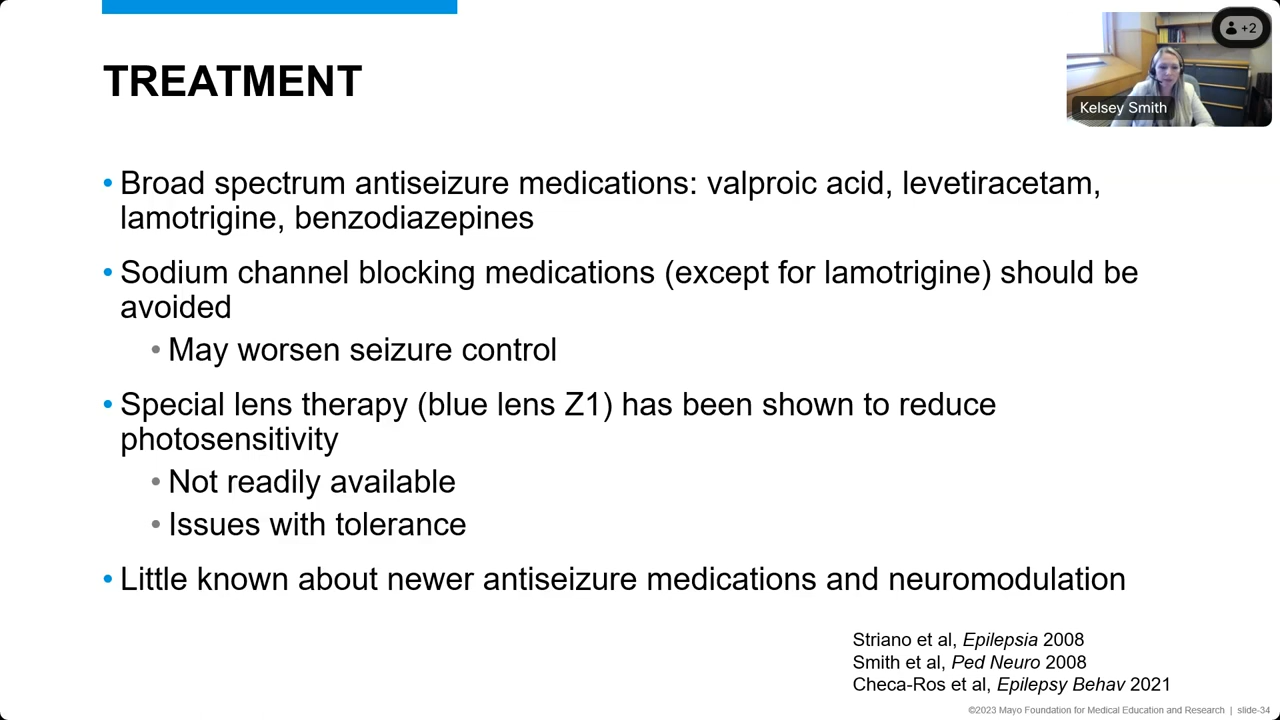 TREATMENT
+2
Kelsey Smith
• Broad spectrum antiseizure medications: valproic acid, levetiracetam,
lamotrigine, benzodiazepines
• Sodium channel blocking medications (except for lamotrigine) should be
avoided
• May worsen seizure control
• Special lens therapy (blue lens Z1) has been shown to reduce
photosensitivity
• Not readily available
• Issues with tolerance
• Little known about newer antiseizure medications and neuromodulation
Striano et al, Epilepsia 2008
Smith et al, Ped Neuro 2008
Checa-Ros et al, Epilepsy Behav 2021
©2023 Mayo Foundation for Medical Education and Research | slide-34